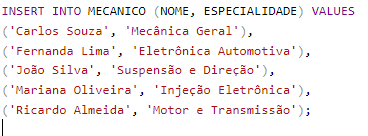 INSERT INTO MECANICO (NOME, ESPECIALIDADE) VALUES
('Carlos Souza', 'Mecânica Geral'),
('Fernanda Lima', 'Eletrônica Automotiva'),
('João Silva', 'Suspensão e Direção'),
('Mariana Oliveira', 'Injeção Eletrônica'),
('Ricardo Almeida', 'Motor e Transmissão');